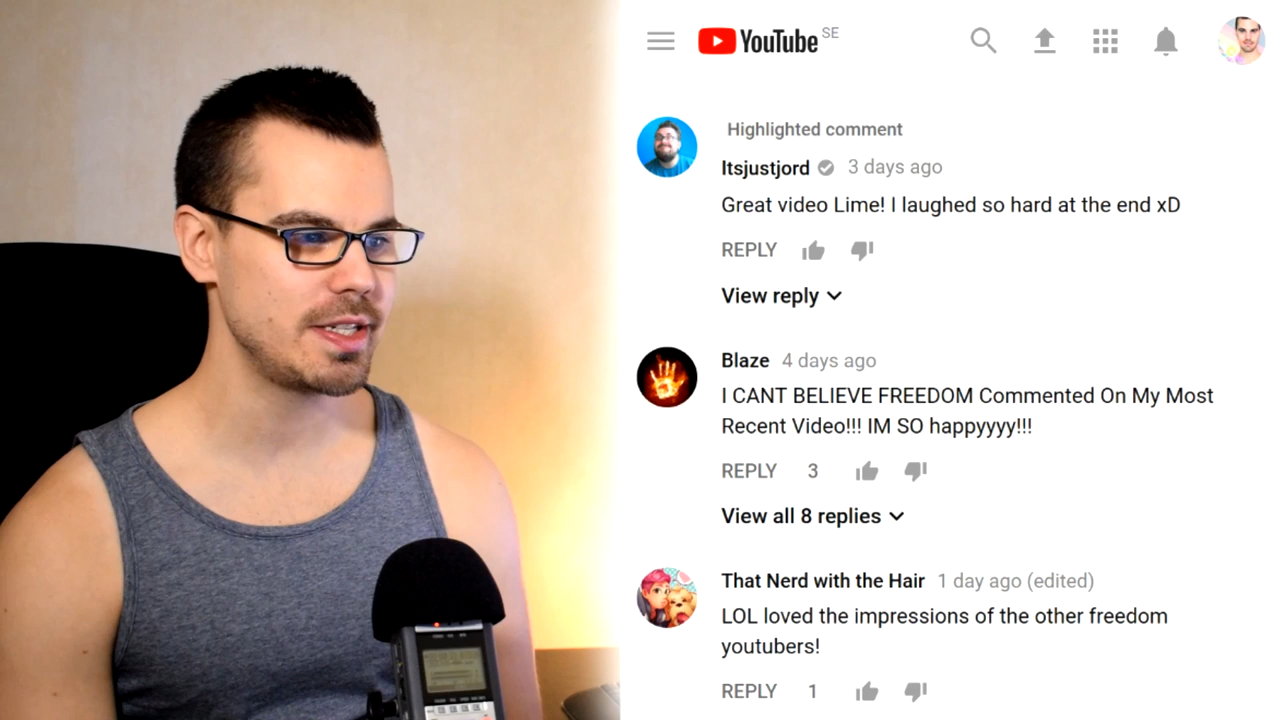 YouTube SE
Highlighted comment
Itsjustjord 3 days ago
Great video Lime! I laughed so hard at the end xD
REPLY
View reply
Blaze 4 days ago
I CANT BELIEVE FREEDOM Commented On My Most
Recent Video!!! IM SO happyyyy!!!
REPLY 3
View all 8 replies
That Nerd with the Hair 1 day ago (edited)
LOL loved the impressions of the other freedom
youtubers!
REPLY 1